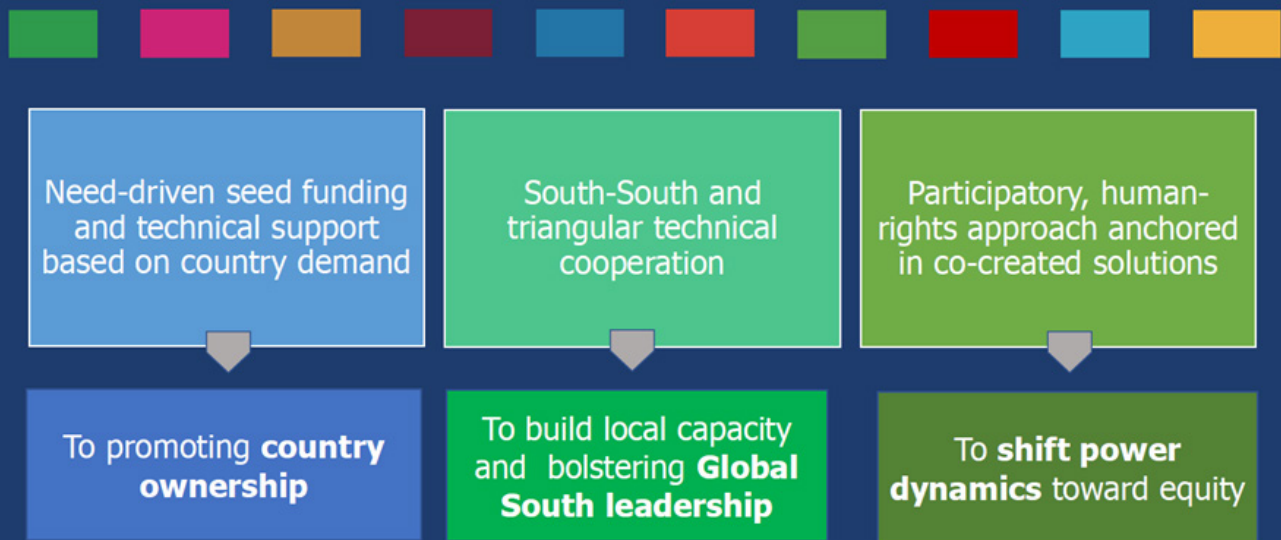 Need-driven seed funding
and technical support
based on country demand
South-South and
triangular technical
cooperation
Participatory, human-
rights approach anchored
in co-created solutions
To promoting country
ownership
To build local capacity
and bolstering Global
South leadership
To shift power
dynamics toward equity